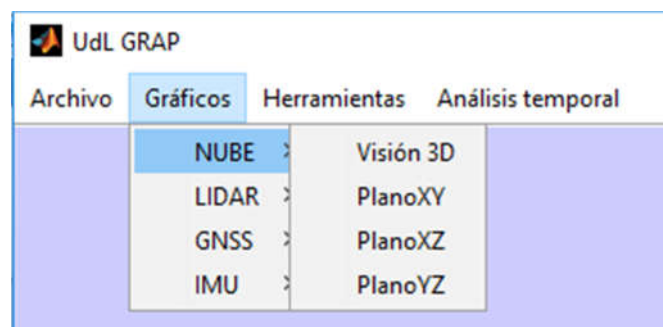 UdL GRAP
Archivo Gráficos Herramientas Análisis temporal
NUBE > Visión 3D
LIDAR > PlanoXY
GNSS > PlanoXZ
IMU > PlanoYZ